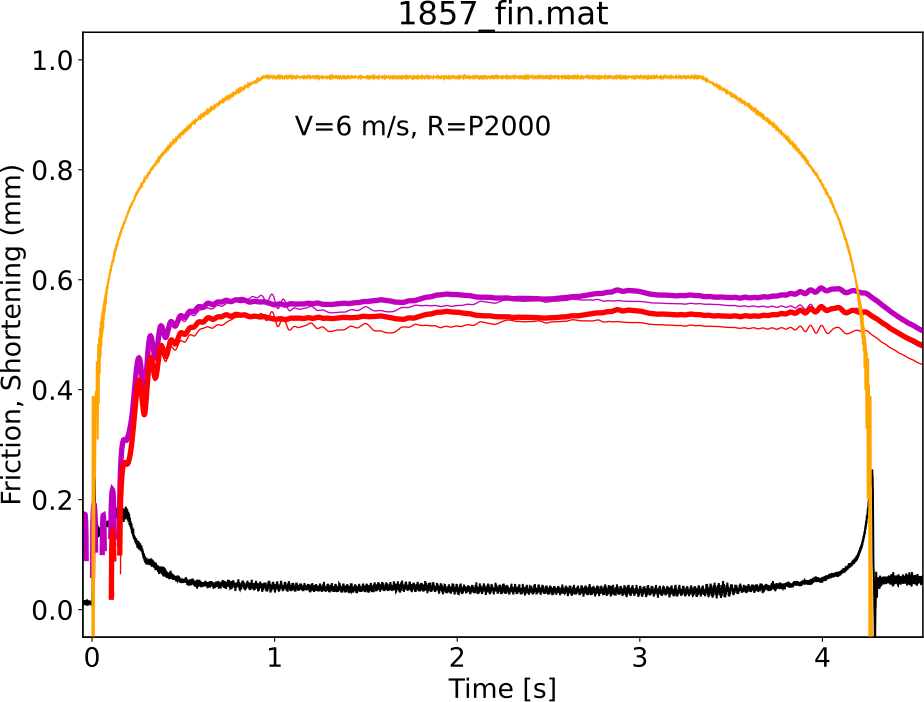 1857_fin.mat
1.0
0.8
0.6
0.4
0.2
0.0
Friction, Shortening (mm)
V=6 m/s, R=P2000
0 1 2 3 4
Time [s]